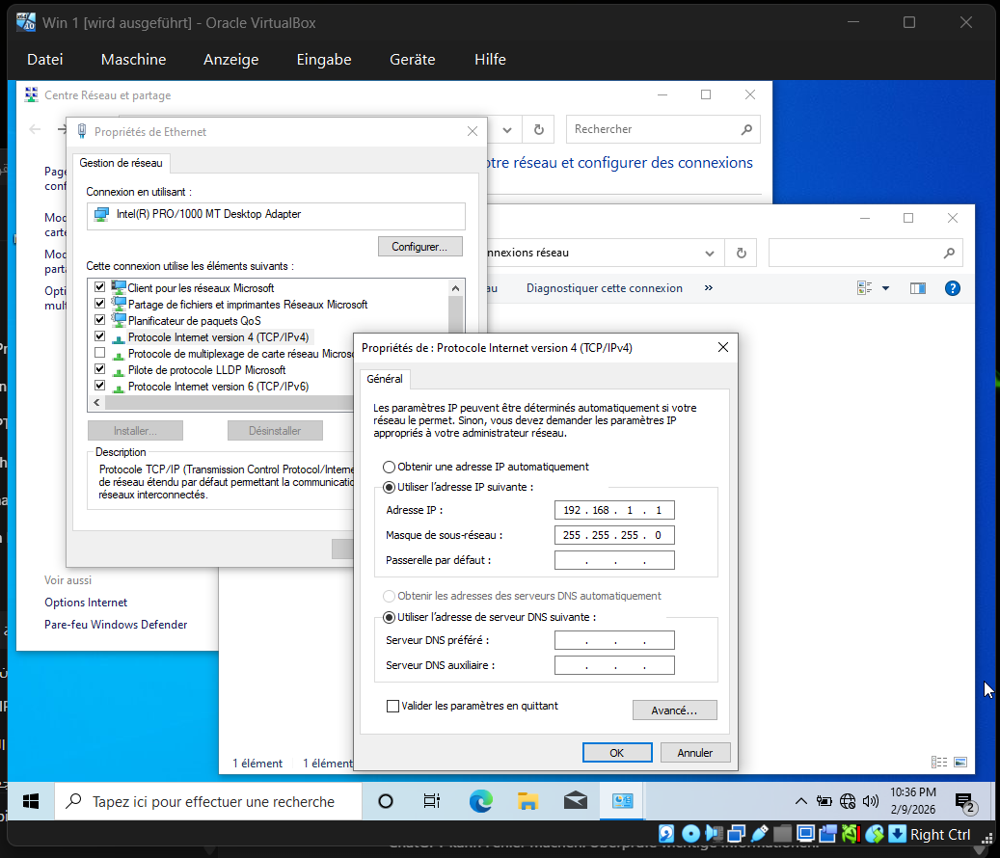 Win 1 [wird ausgeführt] - Oracle VirtualBox
Datei Maschine Anzeige Eingabe Geräte Hilfe
Centre Réseau et partage
Rechercher
otre réseau et configurer des connexions
Propriétés de Ethernet
Gestion de réseau
Connexion en utilisant :
Intel(R) PRO/1000 MT Desktop Adapter
Configurer...
Cette connexion utilise les éléments suivants :
Client pour les réseaux Microsoft
Partage de fichiers et imprimantes Réseaux Microsoft
Planificateur de paquets QoS
Protocole Internet version 4 (TCP/IPv4)
Protocole de multiplexage de carte réseau Microso
Pilote de protocole LLDP Microsoft
Protocole Internet version 6 (TCP/IPv6)
Installer...
Désinstaller
Description
Protocole TCP/IP (Transmission Control Protocol/Interne
de réseau étendu par défaut permettant la communicatio
réseaux interconnectés.
Page
conf
Mod
carte
Mod
parta
Opti
mult
Voir aussi
Options Internet
Pare-feu Windows Defender
nnexions réseau
au
Diagnostiquer cette connexion
»
Propriétés de : Protocole Internet version 4 (TCP/IPv4)
Général
Les paramètres IP peuvent être déterminés automatiquement si votre
réseau le permet. Sinon, vous devez demander les paramètres IP
appropriés à votre administrateur réseau.
Obtenir une adresse IP automatiquement
Utiliser l'adresse IP suivante :
Adresse IP : 192 . 168 . 1 . 1
Masque de sous-réseau : 255 . 255 . 255 . 0
Passerelle par défaut : . . .
Obtenir les adresses des serveurs DNS automatiquement
Utiliser l'adresse de serveur DNS suivante :
Serveur DNS préféré : . . .
Serveur DNS auxiliaire : . . .
Valider les paramètres en quittant
Avancé...
OK
Annuler
1 élément
1 élément
Tapez ici pour effectuer une recherche
10:36 PM
2/9/2026
2
Right Ctrl